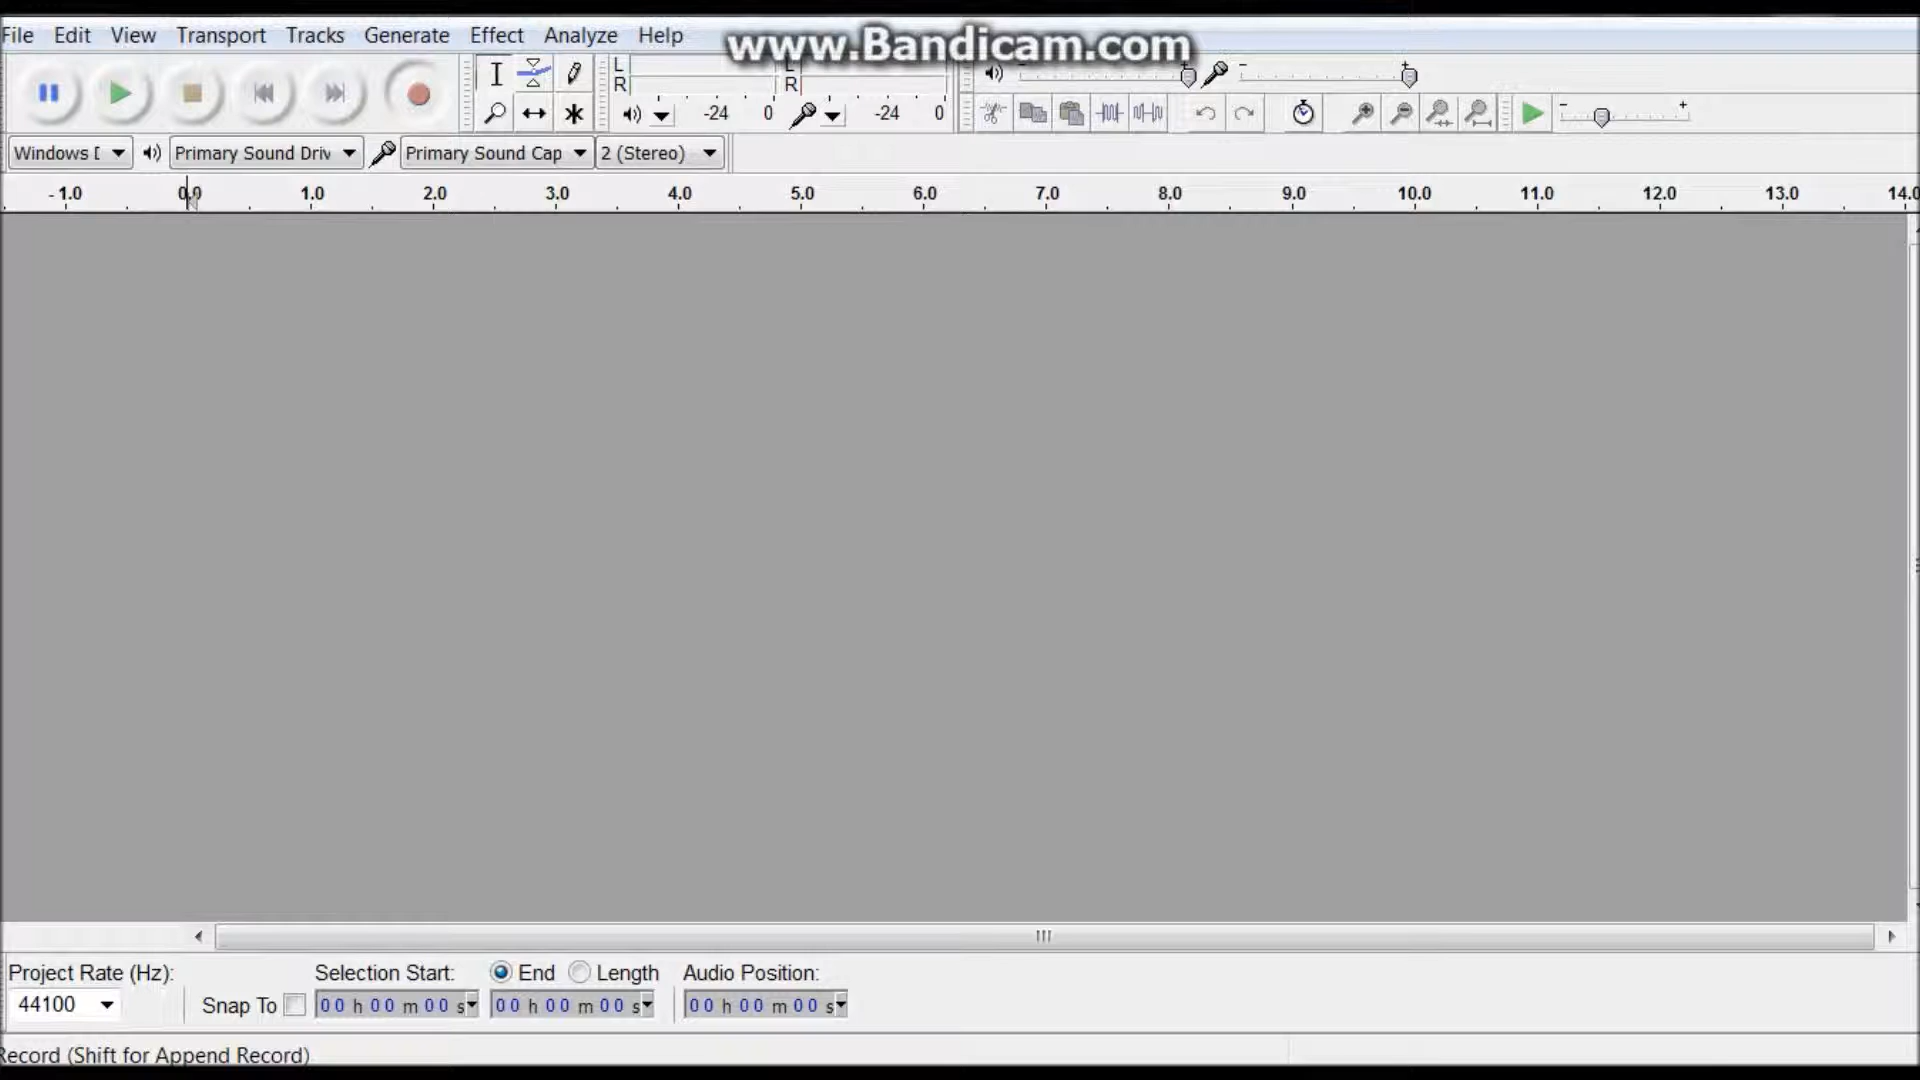 File Edit View Transport Tracks Generate Effect Analyze Help
www.Bandicam.com
L
R
L
R
-24 0
-24 0
Windows D
Primary Sound Driv
Primary Sound Cap
2 (Stereo)
-1.0 0.0 1.0 2.0 3.0 4.0 5.0 6.0 7.0 8.0 9.0 10.0 11.0 12.0 13.0 14.0
Project Rate (Hz):
Selection Start:
End
Length
Audio Position:
44100
Snap To
00 h 00 m 00 s
00 h 00 m 00 s
00 h 00 m 00 s
Record (Shift for Append Record)